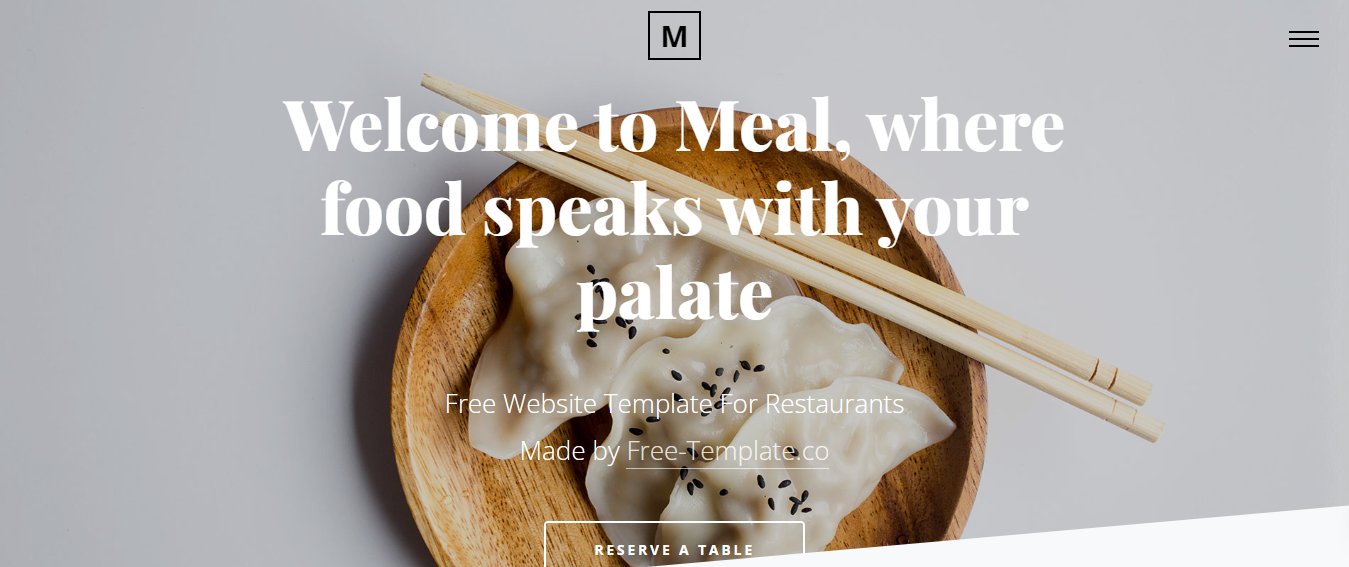 M
Welcome to Meal, where
food speaks with your
palate
Free Website Template For Restaurants
Made by Free-Template.co
RESERVE A TABLE